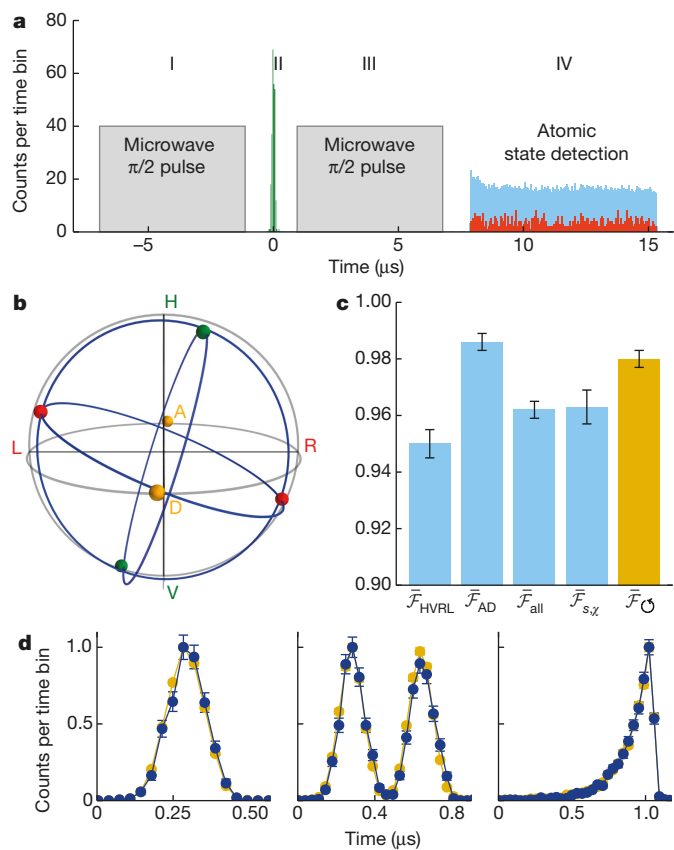 a
80
60
40
20
0
Counts per time bin
I
II
III
IV
Microwave
π/2 pulse
Microwave
π/2 pulse
Atomic
state detection
−5
0
5
10
15
Time (μs)
b
H
A
L
R
D
V
c
1.00
0.98
0.96
0.94
0.92
0.90
F̄HVRL
F̄AD
F̄all
F̄s,χ
F̄↺
d
1.0
0.5
0
Counts per time bin
0
0.25
0.50
0
0.4
0.8
0
0.5
1.0
Time (μs)